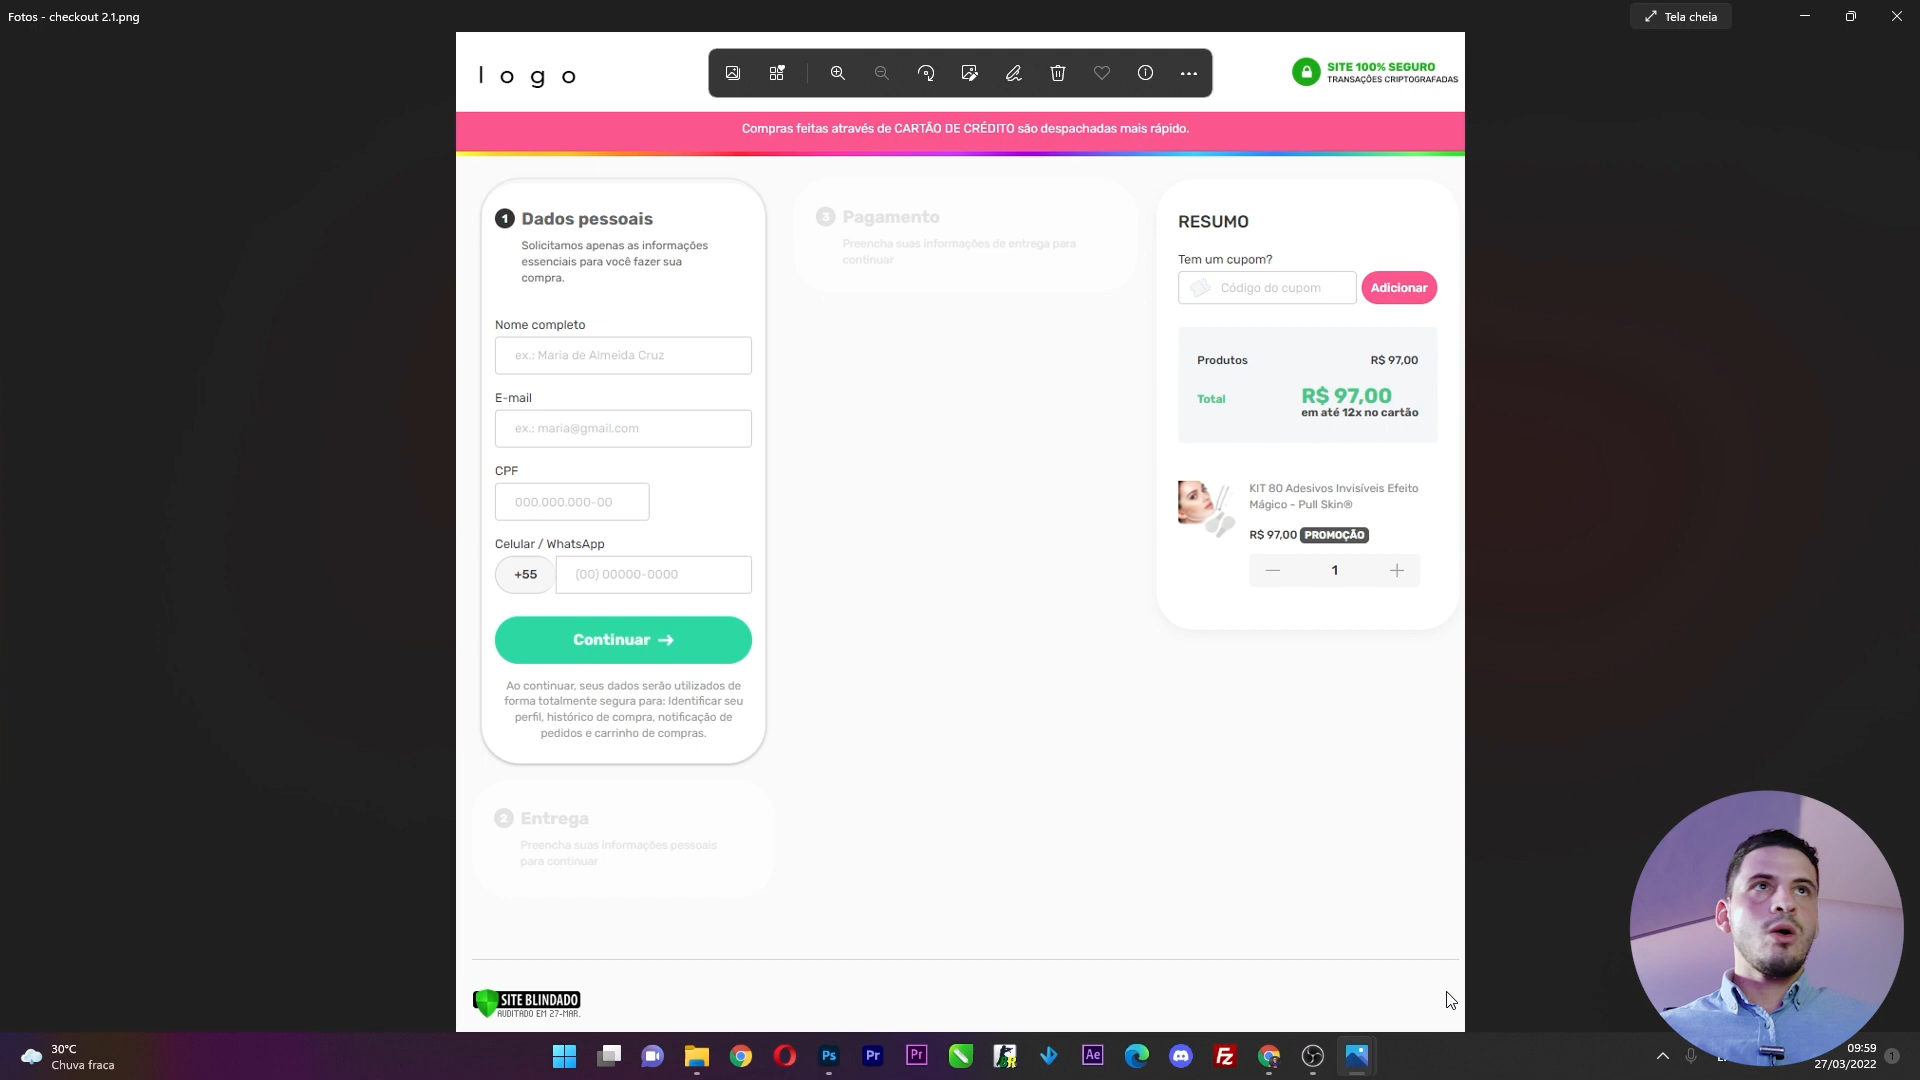 Fotos - checkout 2.1.png
Tela cheia
logo
SITE 100% SEGURO
TRANSAÇÕES CRIPTOGRAFADAS
Compras feitas através de CARTÃO DE CRÉDITO são despachadas mais rápido.
1 Dados pessoais
Solicitamos apenas as informações
essenciais para você fazer sua
compra.
Nome completo
ex.: Maria de Almeida Cruz
E-mail
ex.: maria@gmail.com
CPF
000.000.000-00
Celular / WhatsApp
+55
(00) 00000-0000
Continuar →
Ao continuar, seus dados serão utilizados de
forma totalmente segura para: Identificar seu
perfil, histórico de compra, notificação de
pedidos e carrinho de compras.
2 Entrega
Preencha suas informações pessoais
para continuar
3 Pagamento
Preencha suas informações de entrega para
continuar
RESUMO
Tem um cupom?
Código do cupom
Adicionar
Produtos R$ 97,00
Total R$ 97,00
em até 12x no cartão
KIT 80 Adesivos Invisíveis Efeito
Mágico - Pull Skin®
R$ 97,00 PROMOÇÃO
1
SITE BLINDADO
AUDITADO EM 27-MAR.
30°C
Chuva fraca
Ps
Pr
Pr
Ae
Fz
09:59
27/03/2022
1